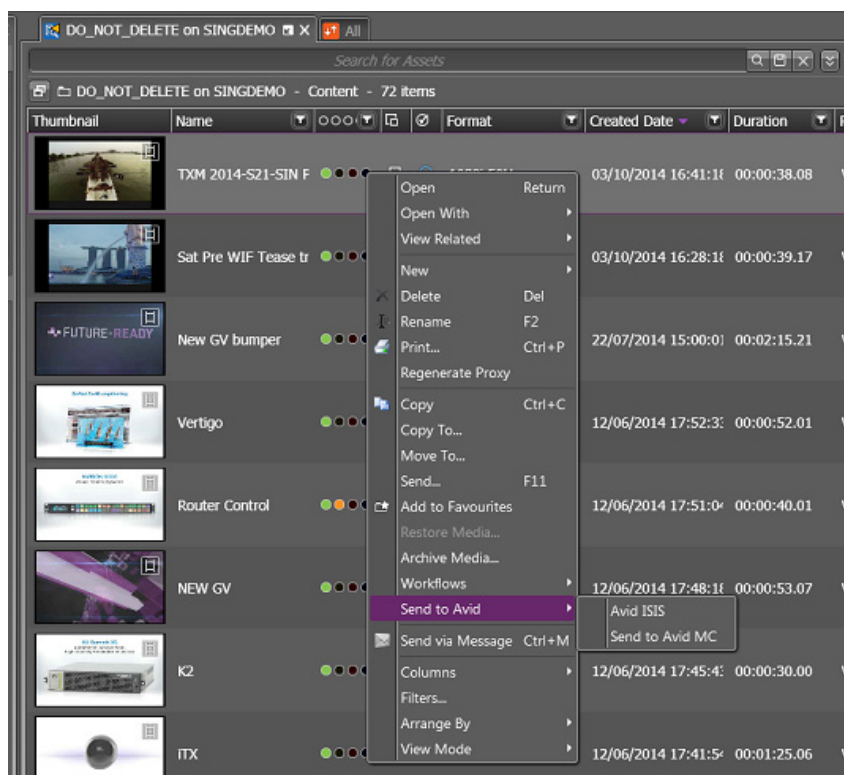 DO_NOT_DELETE on SINGDEMO
All
Search for Assets
DO_NOT_DELETE on SINGDEMO - Content - 72 items
Thumbnail Name Format Created Date Duration
TXM 2014-S21-SIN F 03/10/2014 16:41:18 00:00:38.08
Sat Pre WIF Tease tr 03/10/2014 16:28:18 00:00:39.17
FUTURE-READY
New GV bumper 22/07/2014 15:00:01 00:02:15.21
Vertigo 12/06/2014 17:52:33 00:00:52.01
Router Control 12/06/2014 17:51:04 00:00:40.01
NEW GV 12/06/2014 17:48:18 00:00:53.07
K2 12/06/2014 17:45:43 00:00:30.00
iTX 12/06/2014 17:41:54 00:01:25.06
Open Return
Open With
View Related
New
Delete Del
Rename F2
Print... Ctrl+P
Regenerate Proxy
Copy Ctrl+C
Copy To...
Move To...
Send... F11
Add to Favourites
Restore Media...
Archive Media...
Workflows
Send to Avid
Send via Message Ctrl+M
Columns
Filters...
Arrange By
View Mode
Avid ISIS
Send to Avid MC